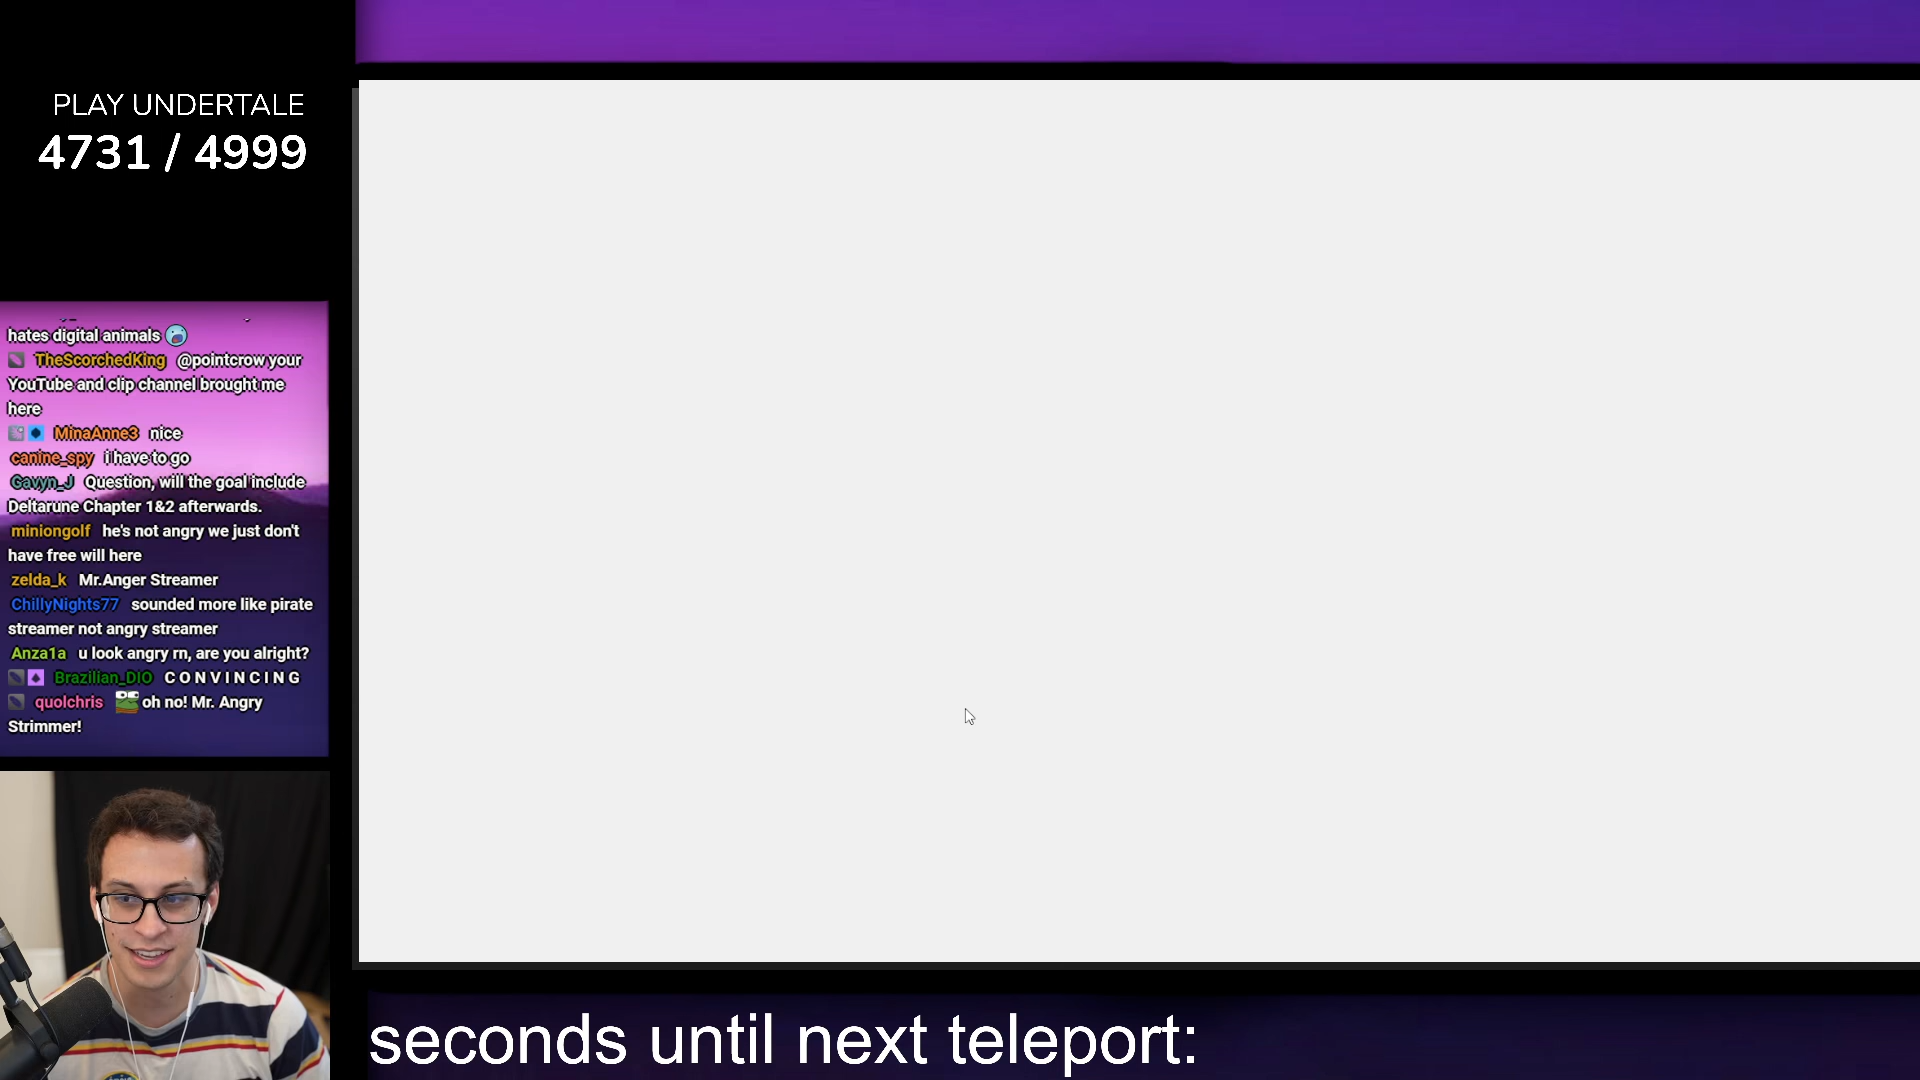 PLAY UNDERTALE
4731 / 4999
hates digital animals
TheScorchedKing @pointcrow your
YouTube and clip channel brought me
here
MinaAnne3 nice
canine_spy i have to go
Gavyn_J Question, will the goal include
Deltarune Chapter 1&2 afterwards.
miniongolf he's not angry we just don't
have free will here
zelda_k Mr.Anger Streamer
ChillyNights77 sounded more like pirate
streamer not angry streamer
Anza1a u look angry rn, are you alright?
Brazilian_DIO C O N V I N C I N G
quolchris oh no! Mr. Angry
Strimmer!
seconds until next teleport: